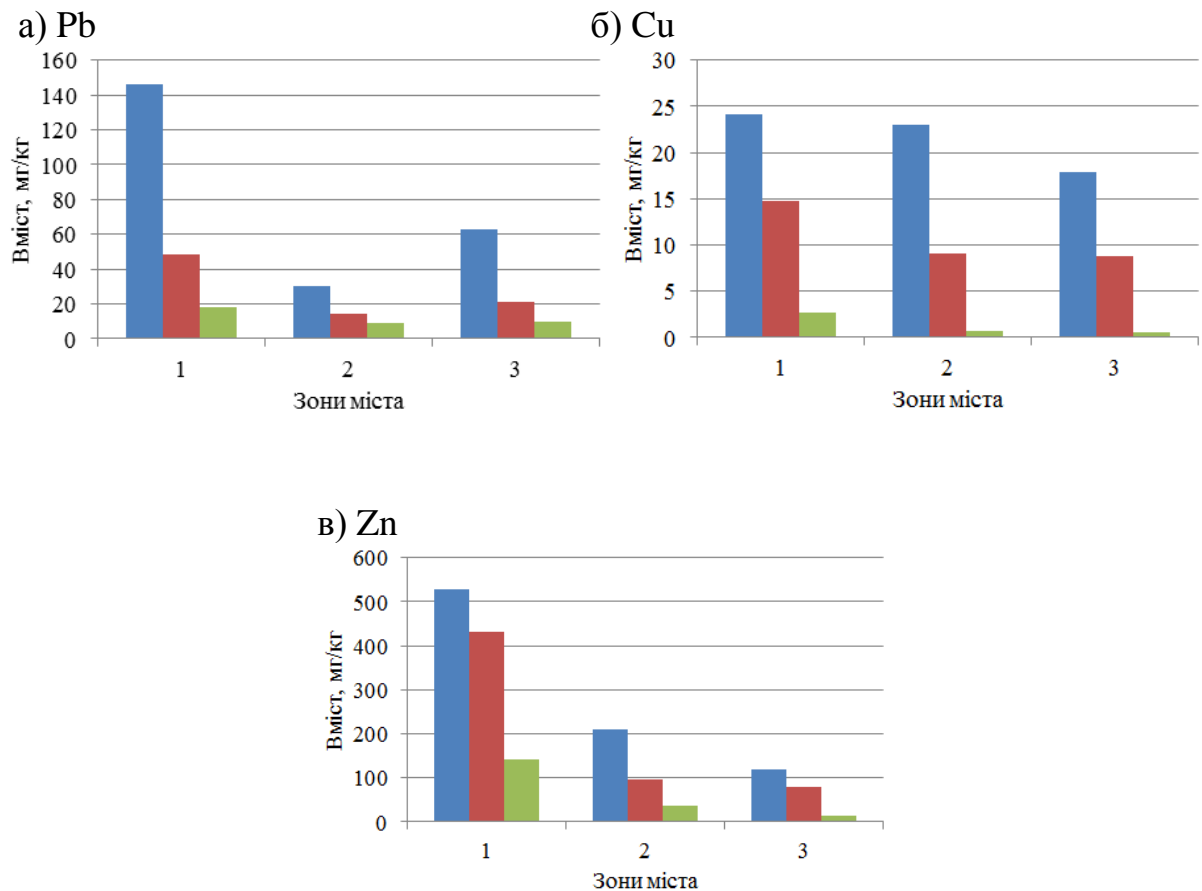 а) Pb
160
140
120
100
80
60
40
20
0
Вміст, мг/кг
1 2 3
Зони міста
б) Cu
30
25
20
15
10
5
0
Вміст, мг/кг
1 2 3
Зони міста
в) Zn
600
500
400
300
200
100
0
Вміст, мг/кг
1 2 3
Зони міста